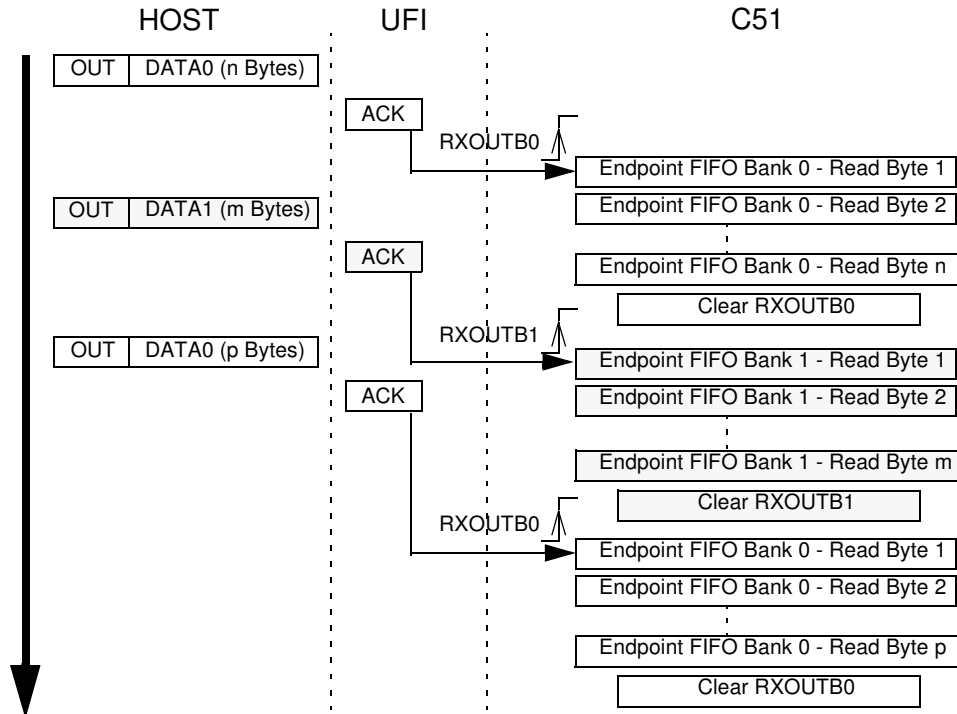 HOST UFI C51
OUT DATA0 (n Bytes)
ACK
RXOUTB0
Endpoint FIFO Bank 0 - Read Byte 1
OUT DATA1 (m Bytes)
Endpoint FIFO Bank 0 - Read Byte 2
ACK
Endpoint FIFO Bank 0 - Read Byte n
Clear RXOUTB0
RXOUTB1
OUT DATA0 (p Bytes)
Endpoint FIFO Bank 1 - Read Byte 1
ACK
Endpoint FIFO Bank 1 - Read Byte 2
Endpoint FIFO Bank 1 - Read Byte m
Clear RXOUTB1
RXOUTB0
Endpoint FIFO Bank 0 - Read Byte 1
Endpoint FIFO Bank 0 - Read Byte 2
Endpoint FIFO Bank 0 - Read Byte p
Clear RXOUTB0